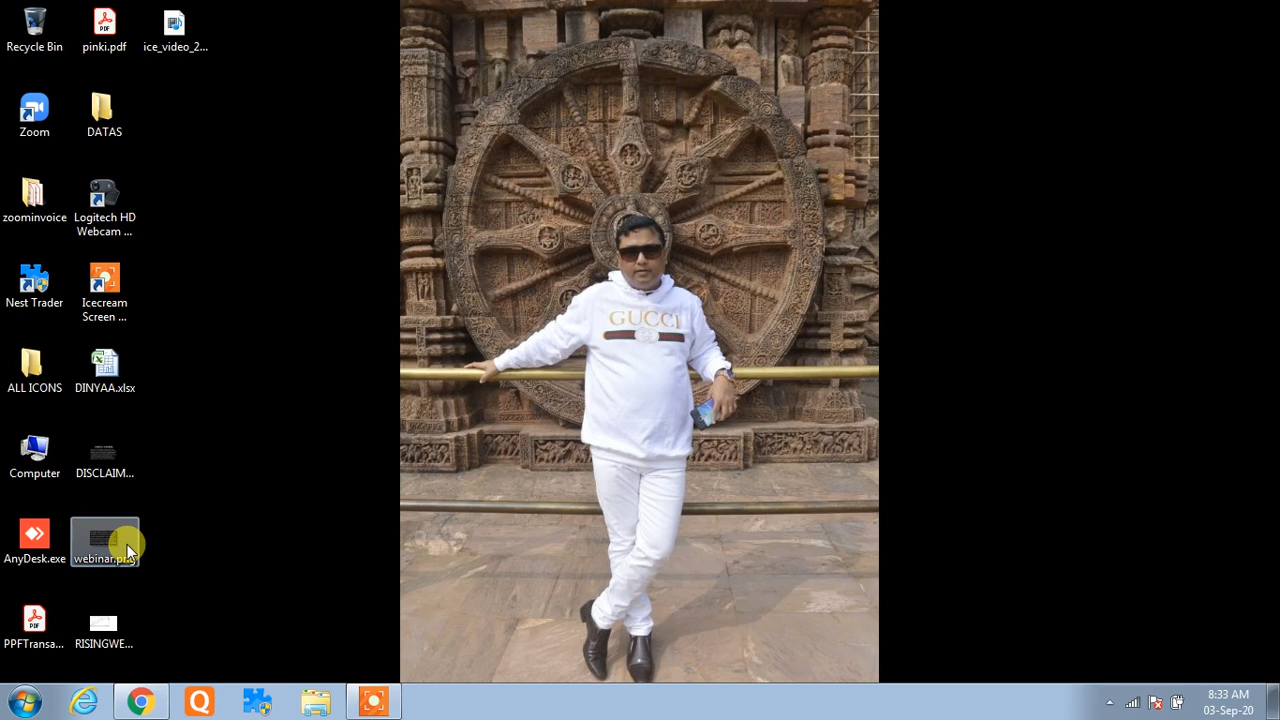 Recycle Bin
pinki.pdf
ice_video_2...
Zoom
DATAS
zoominvoice
Logitech HD
Webcam ...
Nest Trader
Icecream
Screen ...
ALL ICONS
DINYAA.xlsx
Computer
DISCLAIM...
AnyDesk.exe
PPFTransa...
RISINGWE...
GUCCI
8:33 AM
03-Sep-20